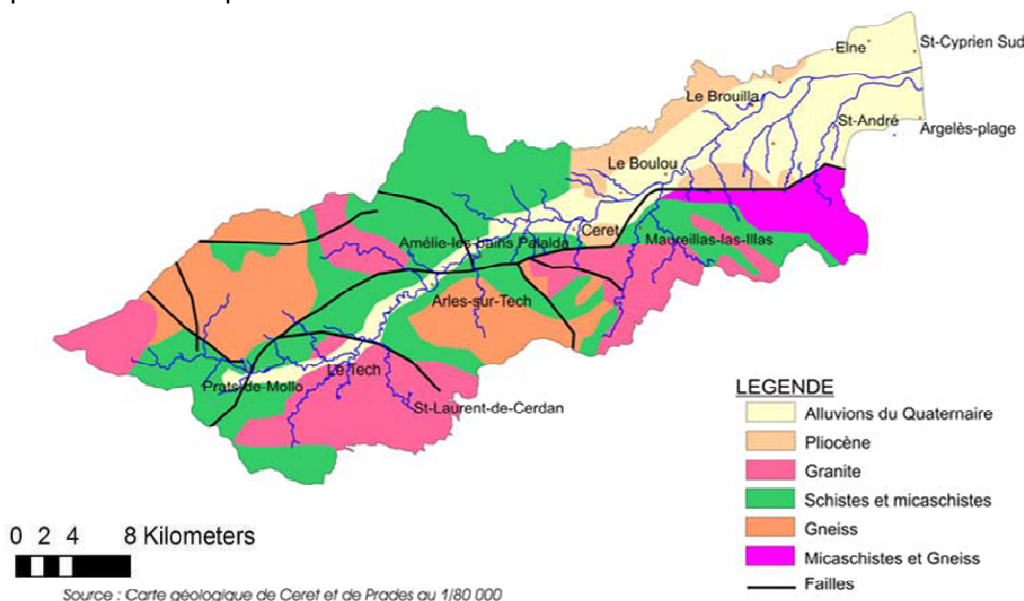 Elne
St-Cyprien Sud
Le Brouilla
St-André
Argelès-plage
Le Boulou
Ceret
Maureillas-las-Illas
Amélie-les-bains Palalda
Arles-sur-Tech
Le Tech
Prats-de-Mollo
St-Laurent-de-Cerdan
LEGENDE
Alluvions du Quaternaire
Pliocène
Granite
Schistes et micaschistes
Gneiss
Micaschistes et Gneiss
Failles
0 2 4 8 Kilometers
Source : Carte géologique de Ceret et de Prades au 1/80 000